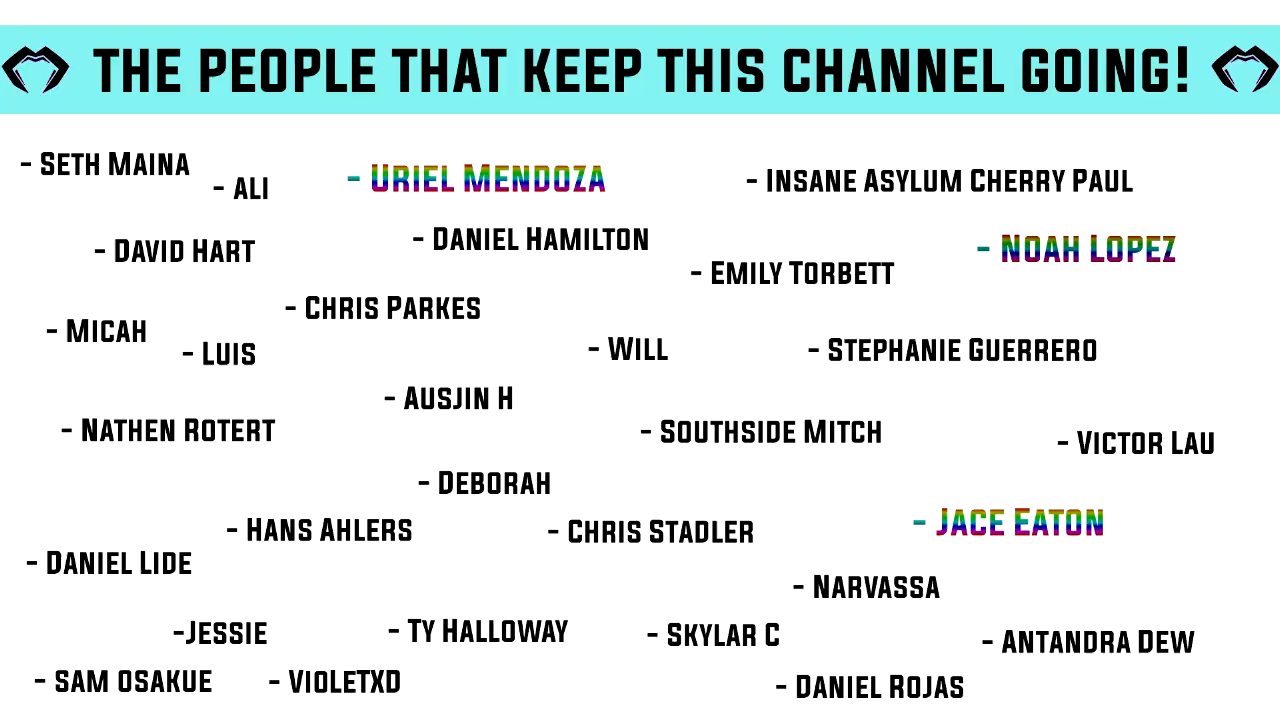 THE PEOPLE THAT KEEP THIS CHANNEL GOING!
- SETH MAINA
- ALI
- URIEL MENDOZA
- INSANE ASYLUM CHERRY PAUL
- DAVID HART
- DANIEL HAMILTON
- EMILY TORBETT
- NOAH LOPEZ
- CHRIS PARKES
- MICAH
- LUIS
- WILL
- STEPHANIE GUERRERO
- AUSJIN H
- NATHEN ROTERT
- SOUTHSIDE MITCH
- VICTOR LAU
- DEBORAH
- HANS AHLERS
- CHRIS STADLER
- JACE EATON
- DANIEL LIDE
- NARVASSA
-JESSIE
- TY HALLOWAY
- SKYLAR C
- ANTANDRA DEW
- SAM OSAKUE
- VIOLETXD
- DANIEL ROJAS